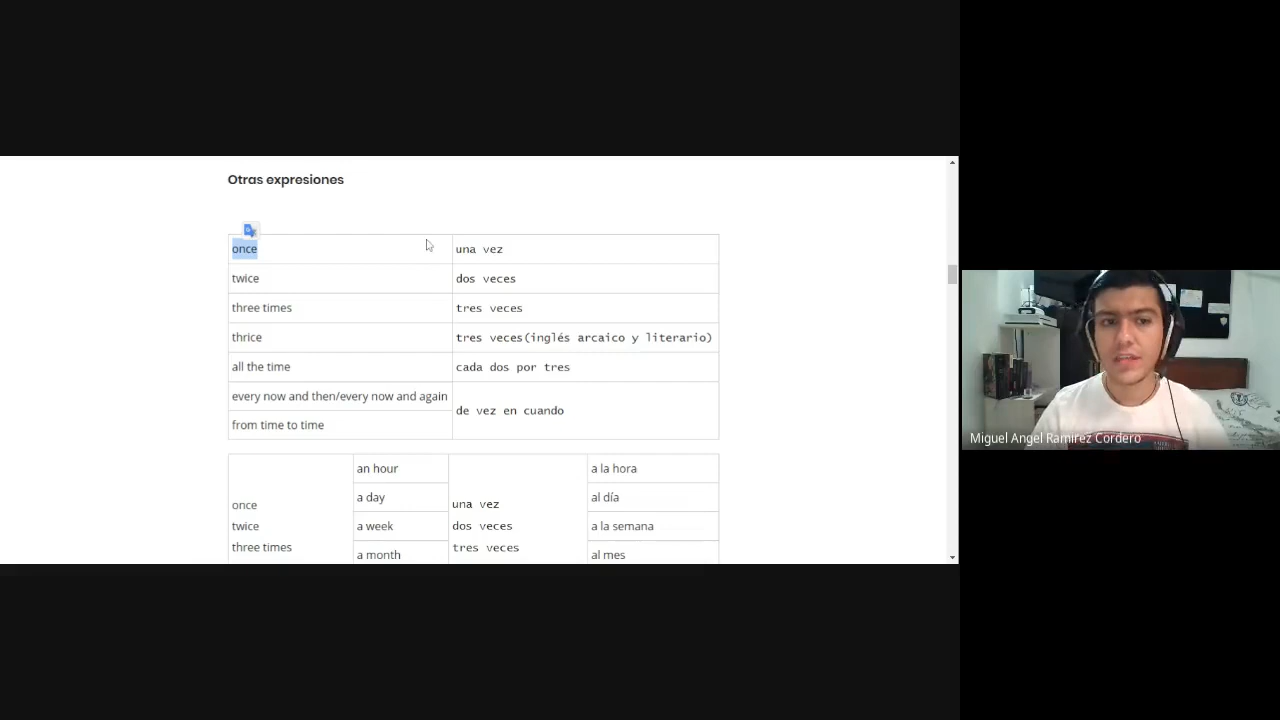 Otras expresiones
once una vez
twice dos veces
three times tres veces
thrice tres veces(inglés arcaico y literario)
all the time cada dos por tres
every now and then/every now and again
de vez en cuando
from time to time
an hour a la hora
a day al día
once una vez
twice a week dos veces a la semana
three times tres veces
a month al mes
Miguel Angel Ramirez Cordero